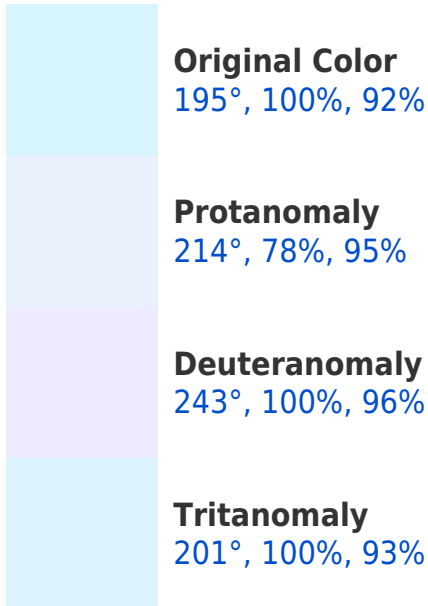 Original Color
195°, 100%, 92%
Protanomaly
214°, 78%, 95%
Deuteranomaly
243°, 100%, 96%
Tritanomaly
201°, 100%, 93%